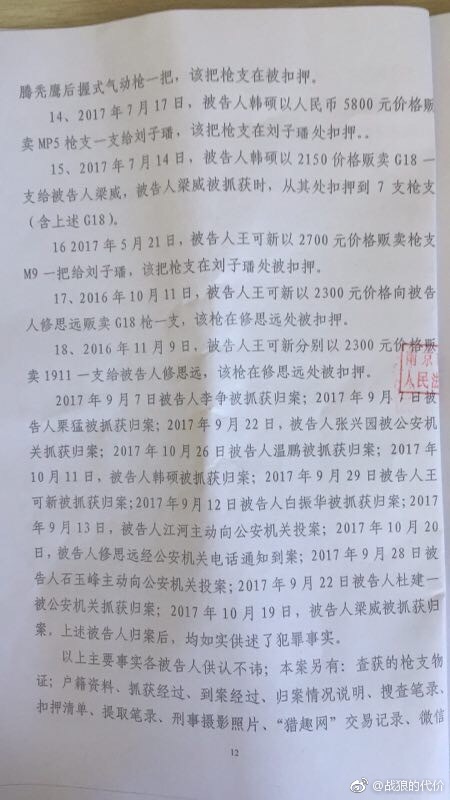 腾秃鹰后握式气动枪一把，该把枪支在被扣押。
14、2017年7月17日，被告人韩硕以人民币5800元价格贩
卖MP5枪支一支给刘子璠，该把枪支在刘子璠处扣押。。
15、2017年7月14日，被告人韩硕以2150价格贩卖G18一
支给被告人梁威，被告人梁威被抓获时，从其处扣押到7支枪支
（含上述G18）。
16 2017年5月21日，被告人王可新以2700元价格贩卖枪支
M9一把给刘子璠，该把枪支在刘子璠处被扣押。
17、2016年10月11日，被告人王可新以2300元价格向被告
人修思远贩卖G18枪一支，该枪在修思远处被扣押。
18、2016年11月9日，被告人王可新分别以2300元价格贩
卖1911一支给被告人修思远，该枪在修思远处被扣押。
2017年9月7日被告人李争被抓获归案；2017年9月7日被
告人栗猛被抓获归案；2017年9月22日，被告人张兴园被公安机
关抓获归案；2017年10月26日被告人温鹏被抓获归案；2017年
10月11日，被告人韩硕被抓获归案；2017年9月29日被告人王
可新被抓获归案；2017年9月12日被告人白振华被抓获归案；2017
年9月13日，被告人江河主动向公安机关投案；2017年10月20
日，被告人修思远经公安机关电话通知到案；2017年9月28日被
告人石玉峰主动向公安机关投案；2017年9月22日被告人杜建一
被公安机关抓获归案；2017年10月19日，被告人梁威被抓获归
案。上述被告人归案后，均如实供述了犯罪事实。
以上主要事实各被告人供认不讳；本案另有：查获的枪支物
证；户籍资料、抓获经过、到案经过、归案情况说明、搜查笔录、
扣押清单、提取笔录、刑事摄影照片、“猎趣网”交易记录、微信
南京
人民法
12
@战狼的代价